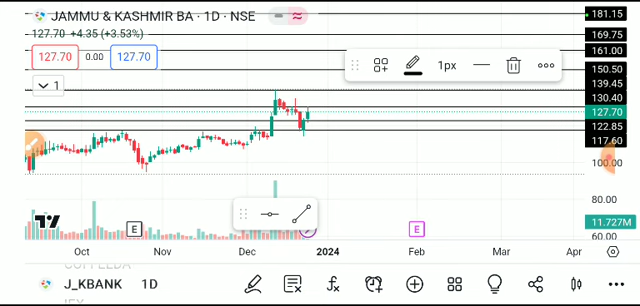 JAMMU & KASHMIR BA · 1D · NSE
127.70 +4.35 (+3.53%)
127.70 0.00 127.70
1
1px
181.15
169.75
161.00
150.50
139.45
130.40
127.70
122.85
117.60
100.00
80.00
11.727M
60.00
E
E
Oct Nov Dec 2024 Feb Mar Apr
J_KBANK 1D